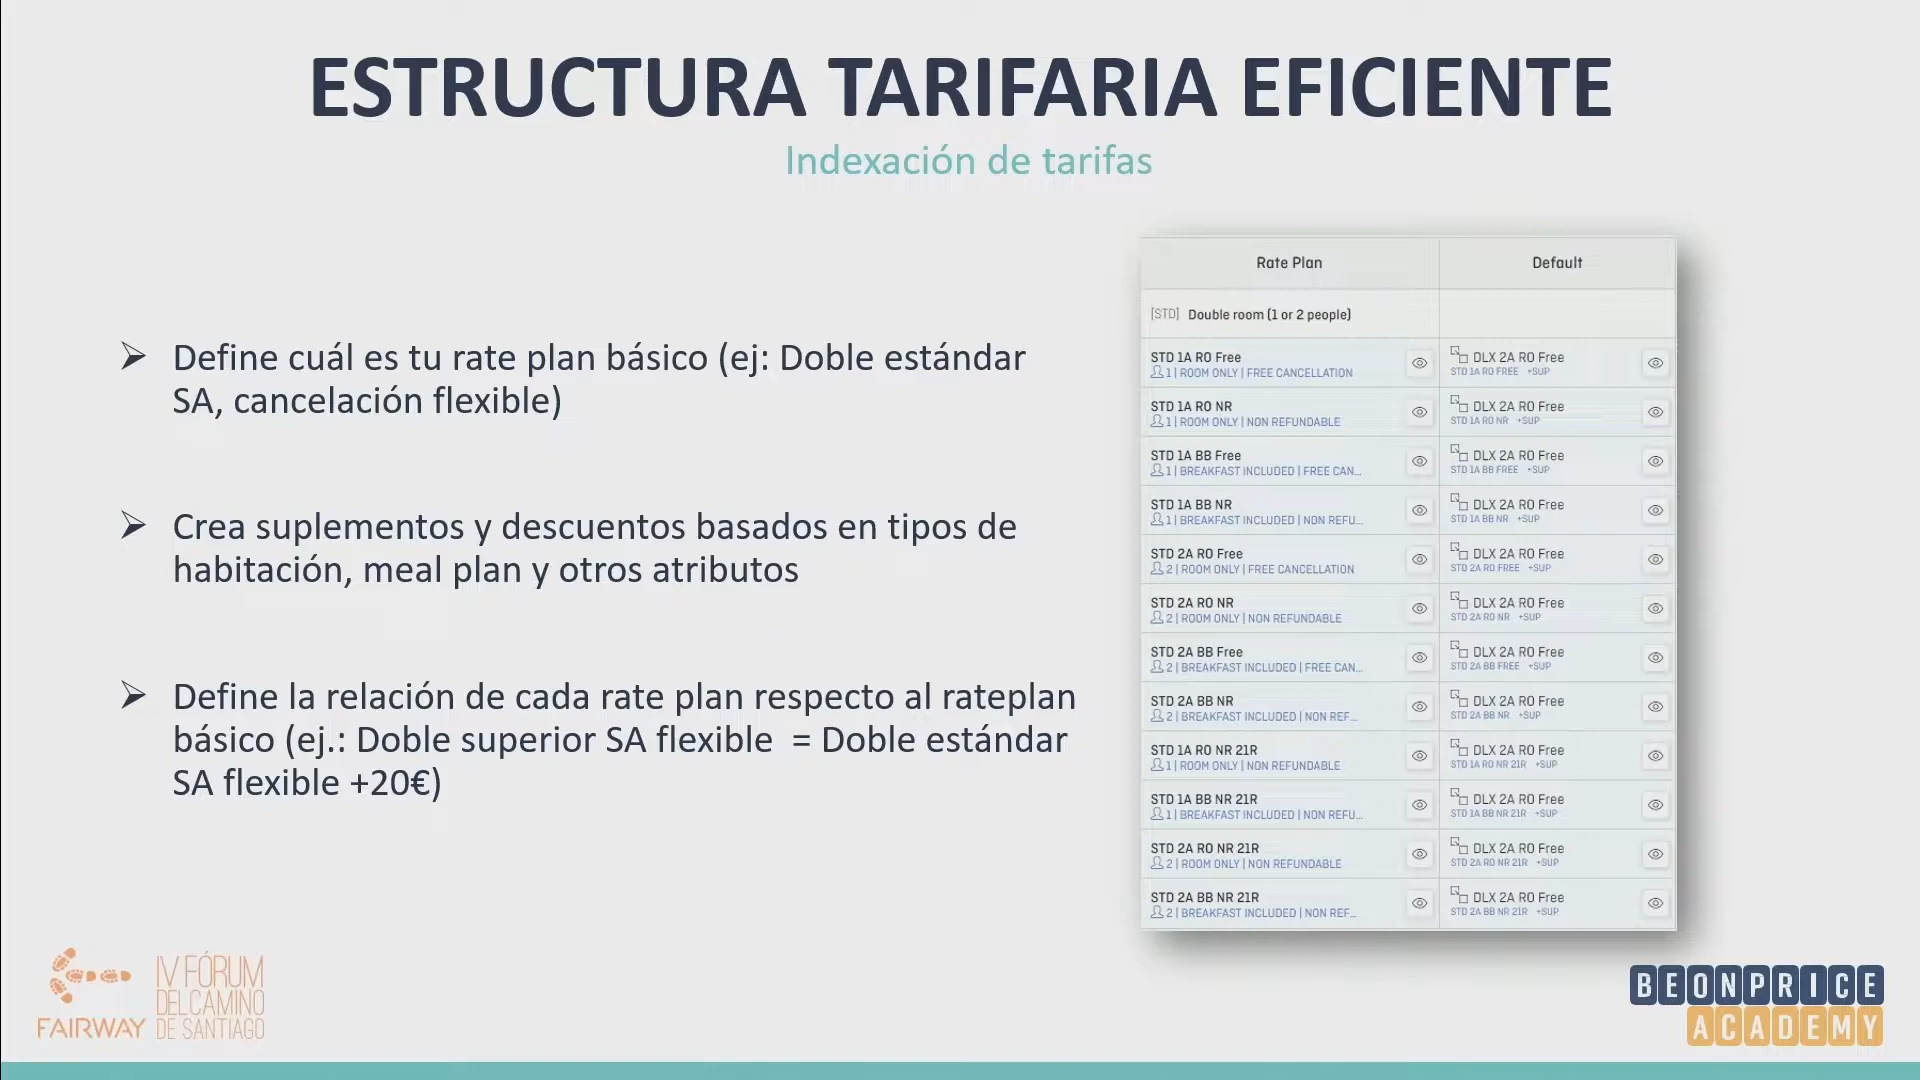 ESTRUCTURA TARIFARIA EFICIENTE
Indexación de tarifas
➢ Define cuál es tu rate plan básico (ej: Doble estándar
SA, cancelación flexible)
➢ Crea suplementos y descuentos basados en tipos de
habitación, meal plan y otros atributos
➢ Define la relación de cada rate plan respecto al rateplan
básico (ej.: Doble superior SA flexible  = Doble estándar
SA flexible +20€)
Rate Plan Default
[STD] Double room (1 or 2 people)
STD 1A RO Free DLX 2A RO Free
1 | ROOM ONLY | FREE CANCELLATION STD 1A RO FREE +SUP
STD 1A RO NR DLX 2A RO Free
1 | ROOM ONLY | NON REFUNDABLE STD 1A RO NR +SUP
STD 1A BB Free DLX 2A RO Free
1 | BREAKFAST INCLUDED | FREE CAN... STD 1A BB FREE +SUP
STD 1A BB NR DLX 2A RO Free
1 | BREAKFAST INCLUDED | NON REFU... STD 1A BB NR +SUP
STD 2A RO Free DLX 2A RO Free
2 | ROOM ONLY | FREE CANCELLATION STD 2A RO FREE +SUP
STD 2A RO NR DLX 2A RO Free
2 | ROOM ONLY | NON REFUNDABLE STD 2A RO NR +SUP
STD 2A BB Free DLX 2A RO Free
2 | BREAKFAST INCLUDED | FREE CAN... STD 2A BB FREE +SUP
STD 2A BB NR DLX 2A RO Free
2 | BREAKFAST INCLUDED | NON REF... STD 2A BB NR +SUP
STD 1A RO NR 21R DLX 2A RO Free
1 | ROOM ONLY | NON REFUNDABLE STD 1A RO NR 21R +SUP
STD 1A BB NR 21R DLX 2A RO Free
1 | BREAKFAST INCLUDED | NON REFU... STD 1A BB NR 21R +SUP
STD 2A RO NR 21R DLX 2A RO Free
2 | ROOM ONLY | NON REFUNDABLE STD 2A RO NR 21R +SUP
STD 2A BB NR 21R DLX 2A RO Free
2 | BREAKFAST INCLUDED | NON REF... STD 2A BB NR 21R +SUP
FAIRWAY
IV FÓRUM
DEL CAMINO
DE SANTIAGO
BEONPRICE
ACADEMY